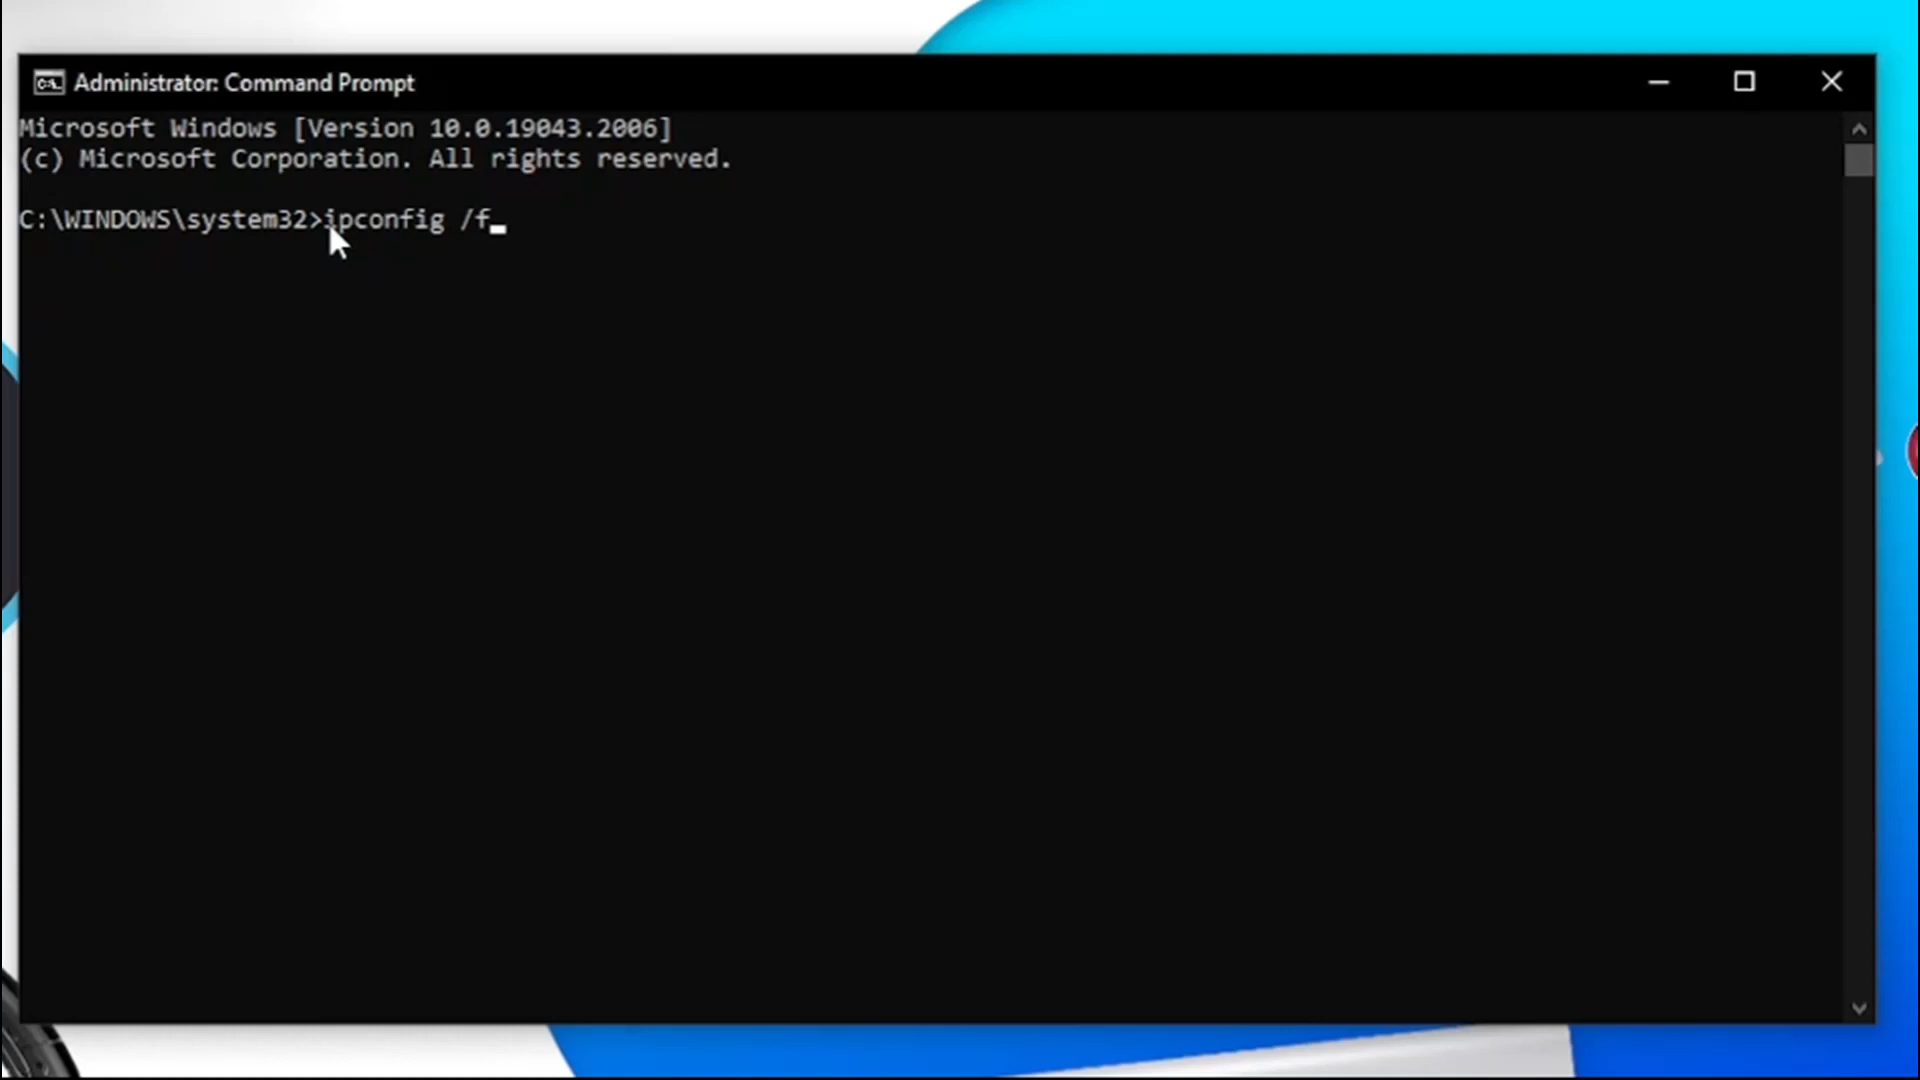 Administrator: Command Prompt
Microsoft Windows [Version 10.0.19043.2006]
(c) Microsoft Corporation. All rights reserved.
C:\WINDOWS\system32>ipconfig /f